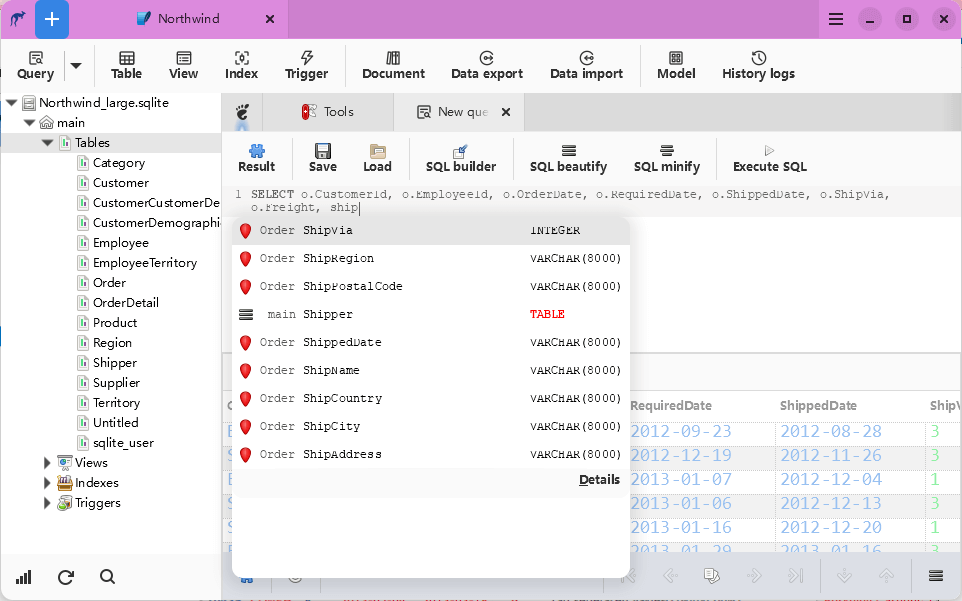 Northwind
Query
Table
View
Index
Trigger
Document
Data export
Data import
Model
History logs
Northwind_large.sqlite
main
Tables
Category
Customer
CustomerCustomerDe
CustomerDemographi
Employee
EmployeeTerritory
Order
OrderDetail
Product
Region
Shipper
Supplier
Territory
Untitled
sqlite_user
Views
Indexes
Triggers
Tools
New que
Result
Save
Load
SQL builder
SQL beautify
SQL minify
Execute SQL
1 SELECT o.CustomerId, o.EmployeeId, o.OrderDate, o.RequiredDate, o.ShippedDate, o.ShipVia,
o.Freight, ship
Order ShipVia INTEGER
Order ShipRegion VARCHAR(8000)
Order ShipPostalCode VARCHAR(8000)
main Shipper TABLE
Order ShippedDate VARCHAR(8000)
Order ShipName VARCHAR(8000)
Order ShipCountry VARCHAR(8000)
Order ShipCity VARCHAR(8000)
Order ShipAddress VARCHAR(8000)
Details
RequiredDate ShippedDate ShipV
2012-09-23 2012-08-28 3
2012-12-19 2012-11-26 3
2013-01-07 2012-12-04 1
2013-01-06 2012-12-13 3
2013-01-16 2012-12-20 1
2013-01-29 2013-01-16 3